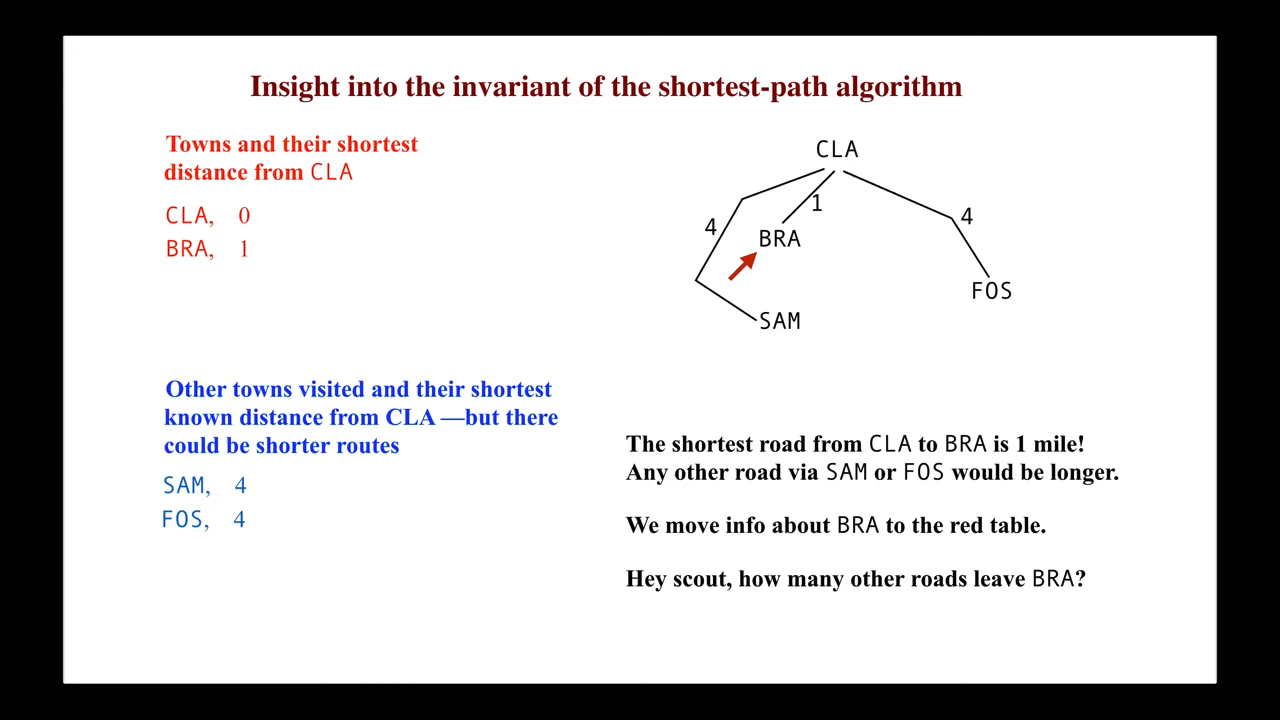 Insight into the invariant of the shortest-path algorithm
Towns and their shortest
distance from CLA
CLA, 0
BRA, 1
CLA
4
1
4
BRA
FOS
SAM
Other towns visited and their shortest
known distance from CLA —but there
could be shorter routes
SAM, 4
FOS, 4
The shortest road from CLA to BRA is 1 mile!
Any other road via SAM or FOS would be longer.
We move info about BRA to the red table.
Hey scout, how many other roads leave BRA?